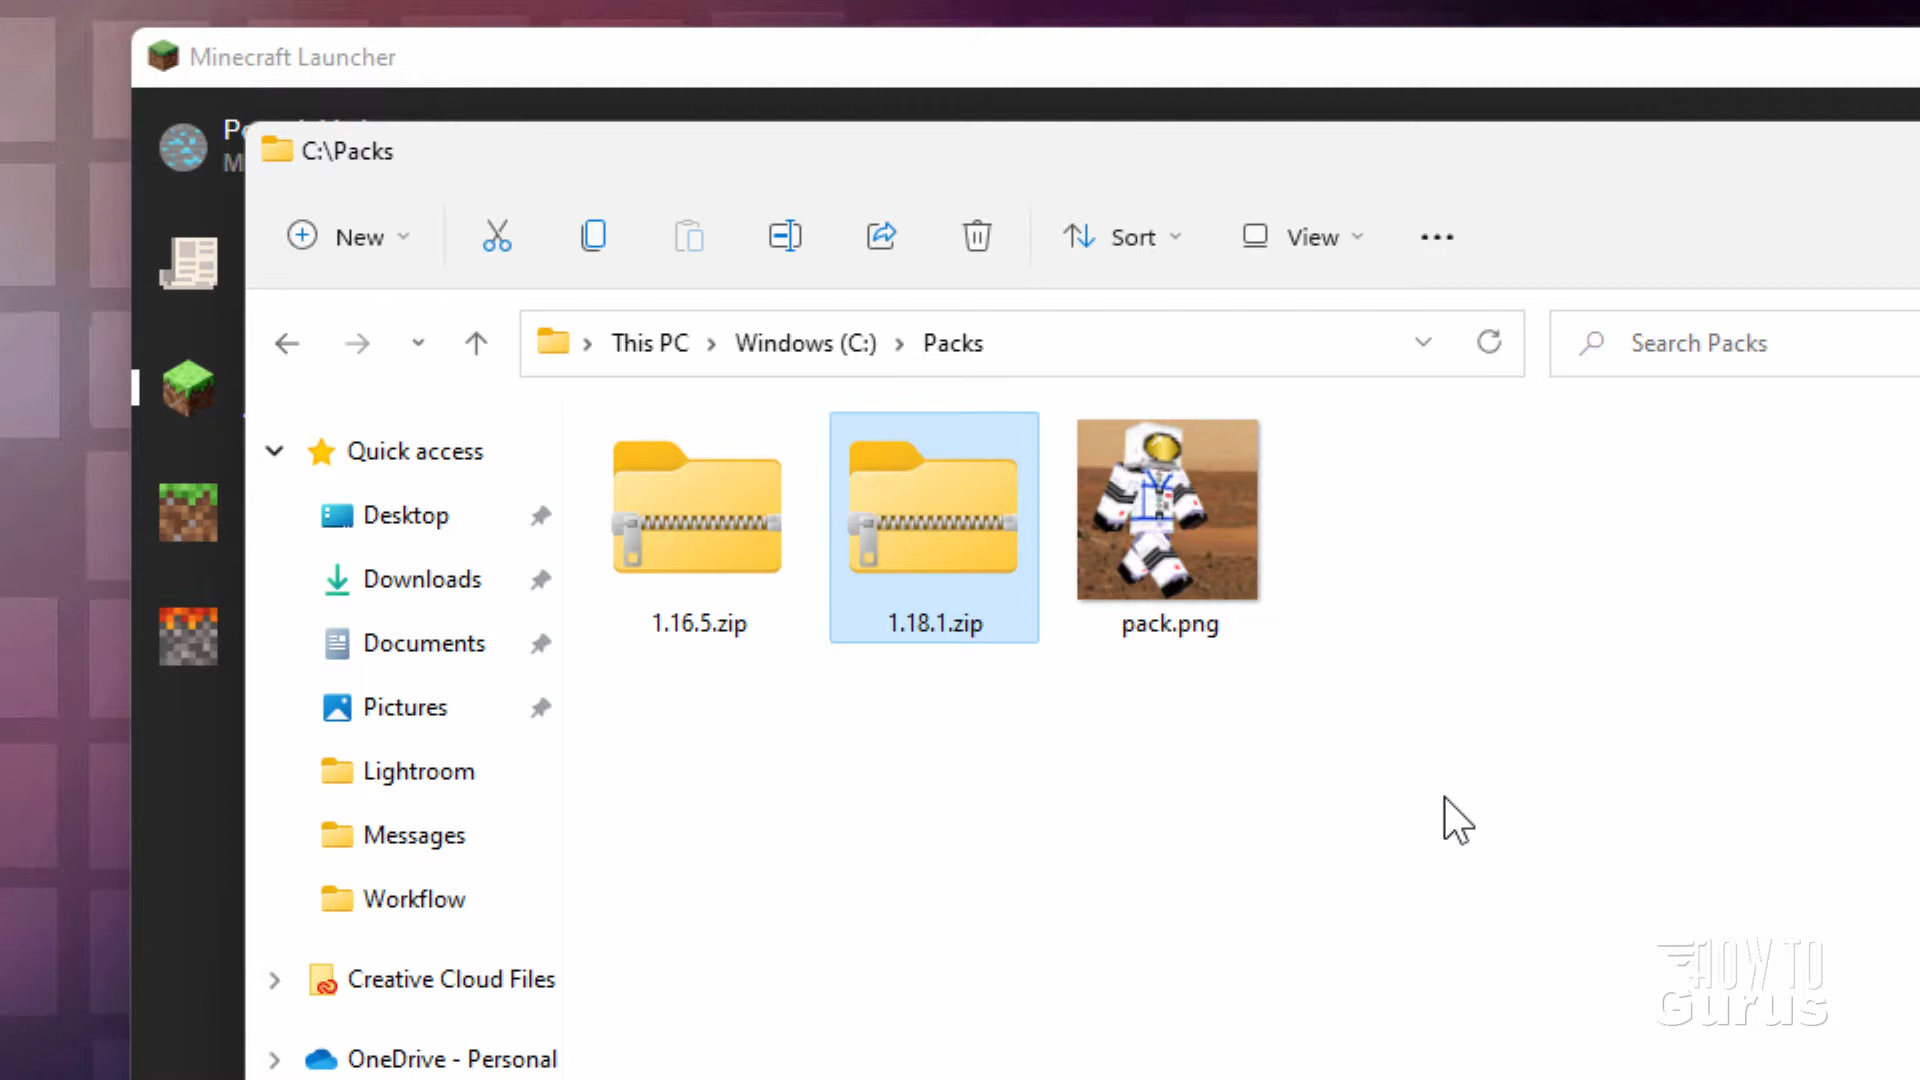 Minecraft Launcher
C:\Packs
New
Sort
View
This PC
Windows (C:)
Packs
Search Packs
Quick access
Desktop
Downloads
Documents
Pictures
Lightroom
Messages
Workflow
Creative Cloud Files
OneDrive - Personal
1.16.5.zip
1.18.1.zip
pack.png
HOW TO
Gurus